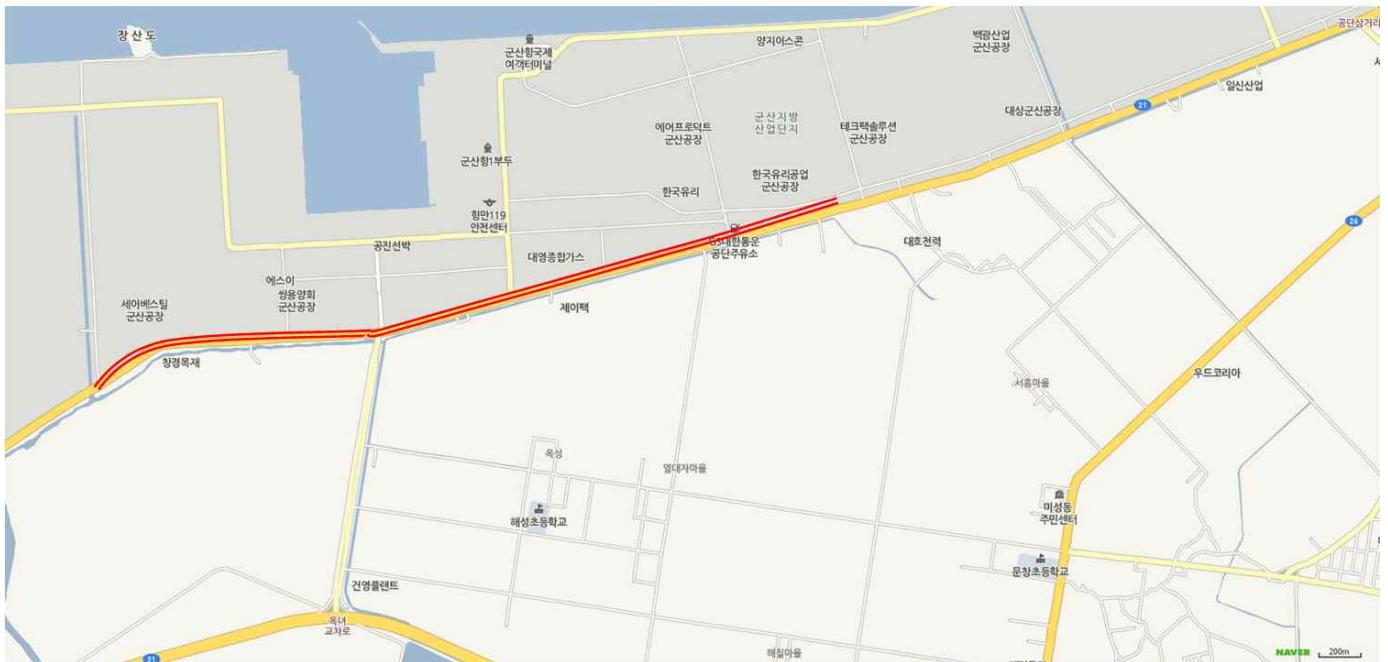 장산도
군산항국제
여객터미널
양지아스콘
백광산업
군산공장
공단삼거리
21
일신산업
에어프로덕트
군산공장
군산지방
산업단지
테크팩솔루션
군산공장
대상군산공장
군산항1부두
한국유리공업
군산공장
한국유리
항만119
안전센터
26
공진선박
대영종합가스
GS대한통운
공단주유소
대호전력
에스이
쌍용양회
군산공장
세아베스틸
군산공장
제이팩
창경목재
우드코리아
서흥마을
옥성
열대자마을
해성초등학교
미성동
주민센터
문창초등학교
건영플랜트
옥녀
교차로
21
해칠마을
NAVER
200m